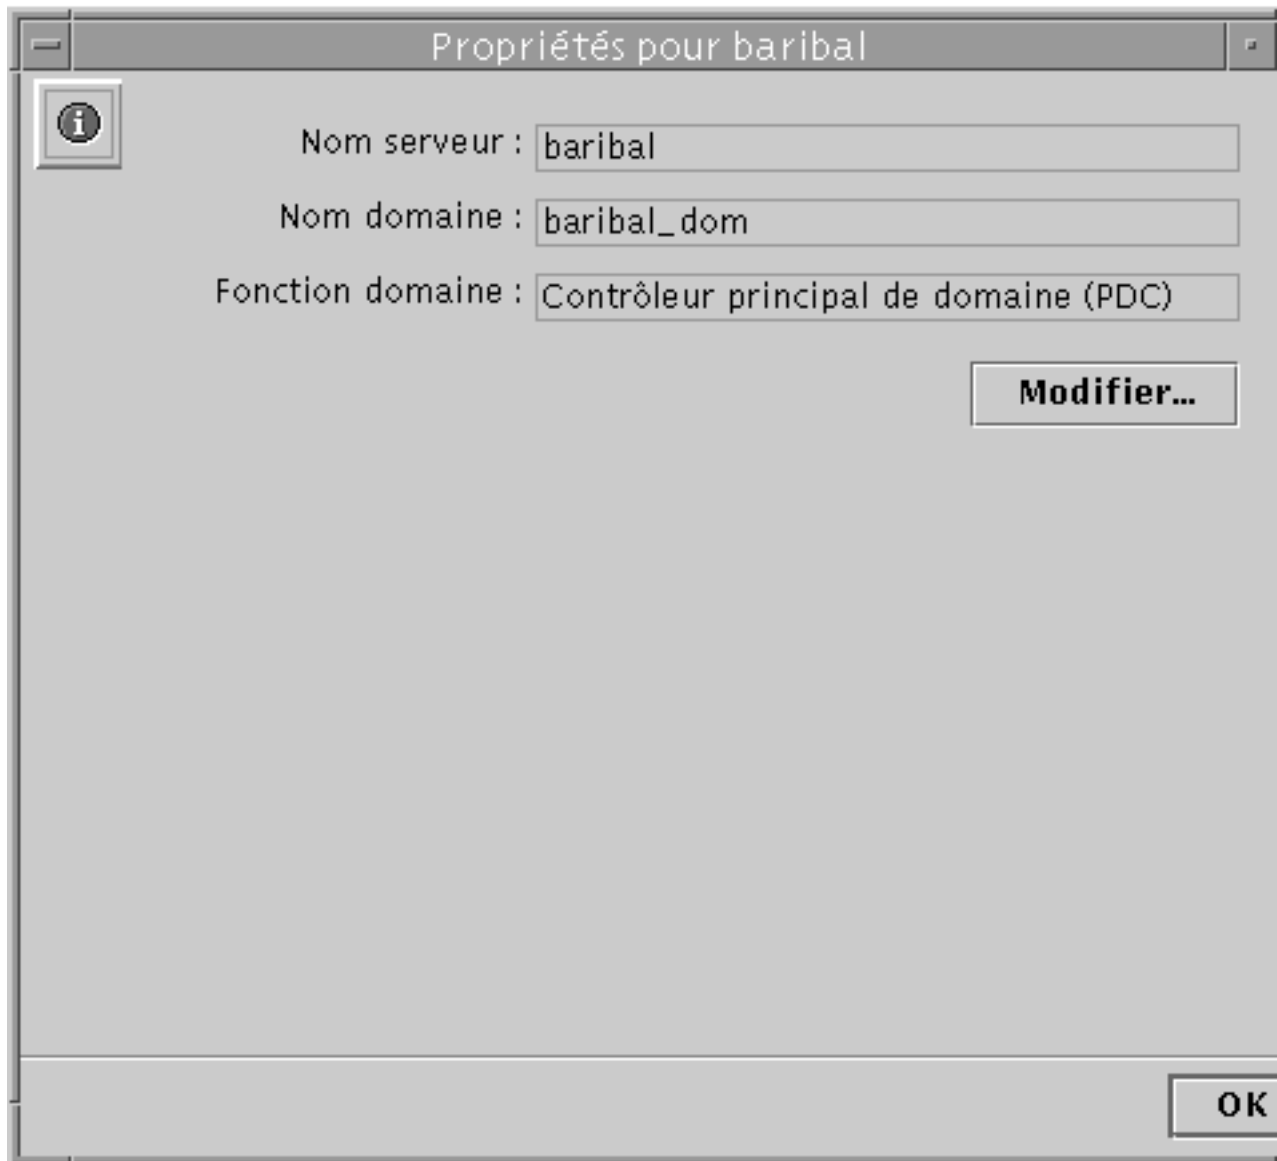 Propriétés pour baribal
Nom serveur : baribal
Nom domaine : baribal_dom
Fonction domaine : Contrôleur principal de domaine (PDC)
Modifier...
OK